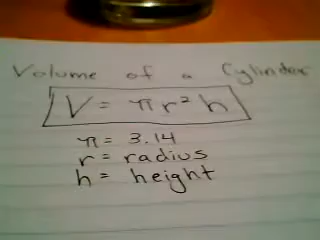 Volume of a Cylinder
V = πr²h
π = 3.14
r = radius
h = height